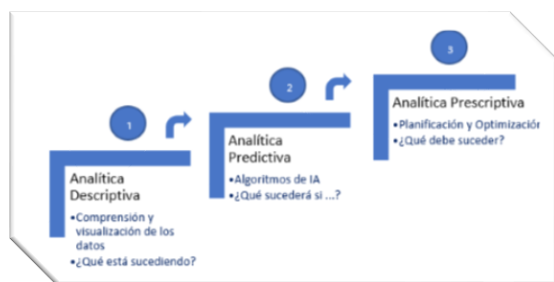 1
Analítica
Descriptiva
•Comprensión y
visualización de los
datos
•¿Qué está sucediendo?
2
Analítica
Predictiva
•Algoritmos de IA
•¿Qué sucederá si ...?
3
Analítica Prescriptiva
•Planificación y Optimización
•¿Qué debe suceder?